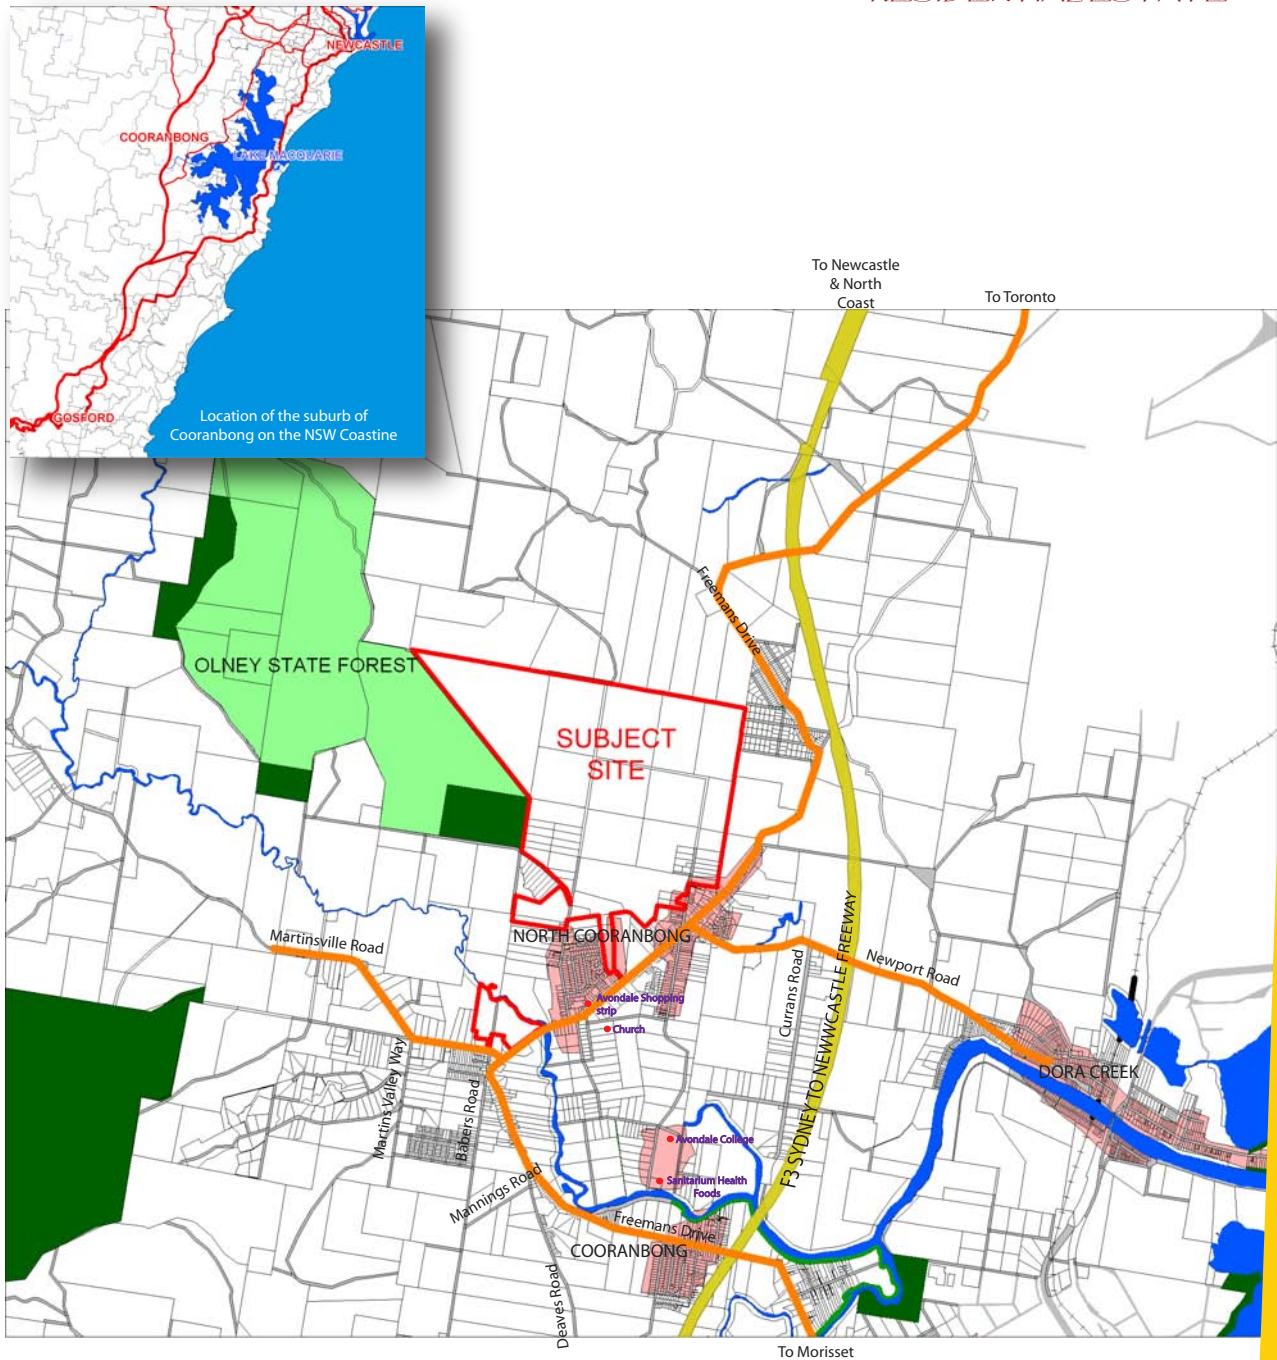 NEWCASTLE
COORANBONG
LAKE MACQUARIE
GOSFORD
Location of the suburb of
Cooranbong on the NSW Coastine
To Newcastle
& North
Coast
To Toronto
Freemans Drive
OLNEY STATE FOREST
SUBJECT
SITE
NORTH COORANBONG
Martinsville Road
Newport Road
Currans Road
F3 SYDNEY TO NEWWCASTLE FREEWAY
Avondale Shopping
strip
Church
Martins Valley Way
Babers Road
DORA CREEK
Avondale College
Sanitarium Health
Foods
Mannings Road
Freemans Drive
COORANBONG
Deaves Road
To Morisset